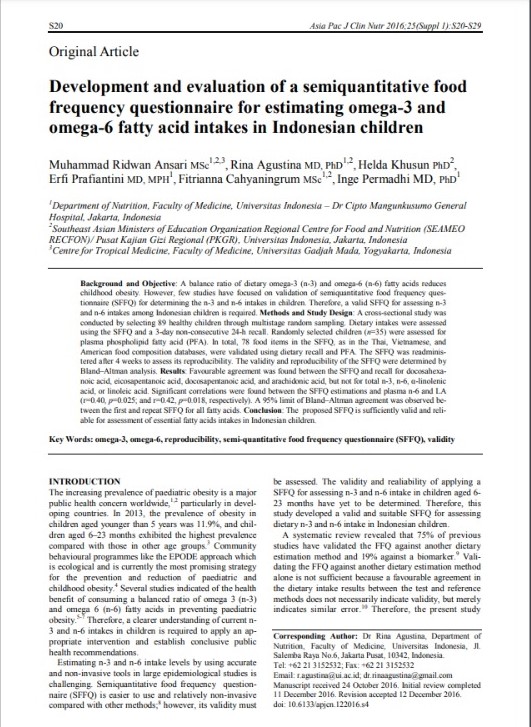 S20
Asia Pac J Clin Nutr 2016;25(Suppl 1):S20-S29
Original Article
Development and evaluation of a semiquantitative food
frequency questionnaire for estimating omega-3 and
omega-6 fatty acid intakes in Indonesian children
Muhammad Ridwan Ansari MSc1,2,3, Rina Agustina MD, PhD1,2, Helda Khusun PhD2,
Erfi Prafiantini MD, MPH1, Fitrianna Cahyaningrum MSc1,2, Inge Permadhi MD, PhD1
1Department of Nutrition, Faculty of Medicine, Universitas Indonesia – Dr Cipto Mangunkusumo General
Hospital, Jakarta, Indonesia
2Southeast Asian Ministers of Education Organization Regional Centre for Food and Nutrition (SEAMEO
RECFON)/ Pusat Kajian Gizi Regional (PKGR), Universitas Indonesia, Jakarta, Indonesia
3Centre for Tropical Medicine, Faculty of Medicine, Universitas Gadjah Mada, Yogyakarta, Indonesia
Background and Objective: A balance ratio of dietary omega-3 (n-3) and omega-6 (n-6) fatty acids reduces
childhood obesity. However, few studies have focused on validation of semiquantitative food frequency ques-
tionnaire (SFFQ) for determining the n-3 and n-6 intakes in children. Therefore, a valid SFFQ for assessing n-3
and n-6 intakes among Indonesian children is required. Methods and Study Design: A cross-sectional study was
conducted by selecting 89 healthy children through multistage random sampling. Dietary intakes were assessed
using the SFFQ and a 3-day non-consecutive 24-h recall. Randomly selected children (n=35) were assessed for
plasma phospholipid fatty acid (PFA). In total, 78 food items in the SFFQ, as in the Thai, Vietnamese, and
American food composition databases, were validated using dietary recall and PFA. The SFFQ was readminis-
tered after 4 weeks to assess its reproducibility. The validity and reproducibility of the SFFQ were determined by
Bland–Altman analysis. Results: Favourable agreement was found between the SFFQ and recall for docosahexa-
noic acid, eicosapentanoic acid, docosapentanoic acid, and arachidonic acid, but not for total n-3, n-6, α-linolenic
acid, or linoleic acid. Significant correlations were found between the SFFQ estimations and plasma n-6 and LA
(r=0.40, p=0.025; and r=0.42, p=0.018, respectively). A 95% limit of Bland–Altman agreement was observed be-
tween the first and repeat SFFQ for all fatty acids. Conclusion: The proposed SFFQ is sufficiently valid and reli-
able for assessment of essential fatty acids intakes in Indonesian children.
Key Words: omega-3, omega-6, reproducibility, semi-quantitative food frequency questionnaire (SFFQ), validity
INTRODUCTION
The increasing prevalence of paediatric obesity is a major
public health concern worldwide,1,2 particularly in devel-
oping countries. In 2013, the prevalence of obesity in
children aged younger than 5 years was 11.9%, and chil-
dren aged 6–23 months exhibited the highest prevalence
compared with those in other age groups.3 Community
behavioural programmes like the EPODE approach which
is ecological and is currently the most promising strategy
for the prevention and reduction of paediatric and
childhood obesity.4 Several studies indicated of the health
benefit of consuming a balanced ratio of omega 3 (n-3)
and omega 6 (n-6) fatty acids in preventing paediatric
obesity.5-7 Therefore, a clearer understanding of current n-
3 and n-6 intakes in children is required to apply an ap-
propriate intervention and establish conclusive public
health recommendations.
Estimating n-3 and n-6 intake levels by using accurate
and non-invasive tools in large epidemiological studies is
challenging. Semiquantitative food frequency question-
naire (SFFQ) is easier to use and relatively non-invasive
compared with other methods;8 however, its validity must
be assessed. The validity and realiability of applying a
SFFQ for assessing n-3 and n-6 intake in children aged 6-
23 months have yet to be determined. Therefore, this
study developed a valid and suitable SFFQ for assessing
dietary n-3 and n-6 intake in Indonesian children.
A systematic review revealed that 75% of previous
studies have validated the FFQ against another dietary
estimation method and 19% against a biomarker.9 Vali-
dating the FFQ against another dietary estimation method
alone is not sufficient because a favourable agreement in
the dietary intake results between the test and reference
methods does not necessarily indicate validity, but merely
indicates similar error.10 Therefore, the present study
Corresponding Author: Dr Rina Agustina, Department of
Nutrition, Faculty of Medicine, Universitas Indonesia, Jl.
Salemba Raya No.6, Jakarta Pusat, 10342, Indonesia.
Tel: +62 21 3152532; Fax: +62 21 3152532
Email: r.agustina@ui.ac.id; dr.rinaagustina@gmail.com
Manuscript received 24 October 2016. Initial review completed
11 December 2016. Revision accepted 12 December 2016.
doi: 10.6133/apjcn.122016.s4